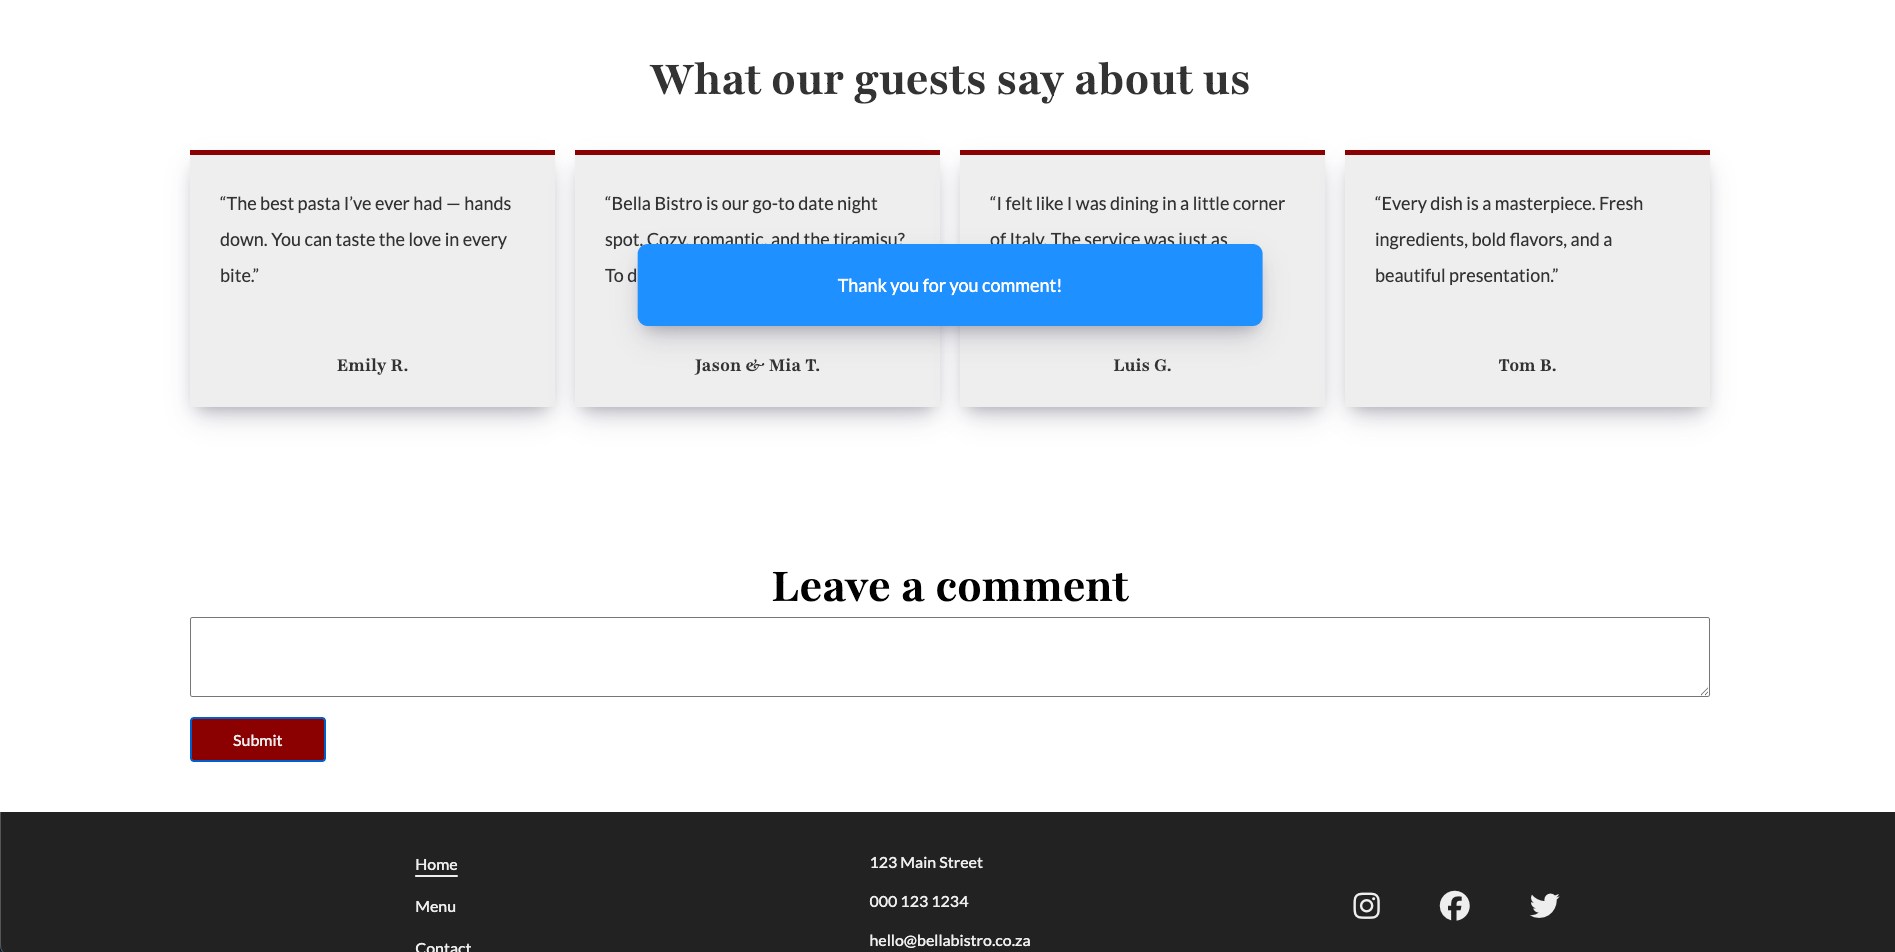 What our guests say about us
“The best pasta I’ve ever had — hands
down. You can taste the love in every
bite.”
Emily R.
“Bella Bistro is our go-to date night
spot. Cozy, romantic, and the tiramisu?
To d
Jason & Mia T.
“I felt like I was dining in a little corner
of Italy. The service was just as
Luis G.
“Every dish is a masterpiece. Fresh
ingredients, bold flavors, and a
beautiful presentation.”
Tom B.
Thank you for you comment!
Leave a comment
Submit
Home
Menu
Contact
123 Main Street
000 123 1234
hello@bellabistro.co.za